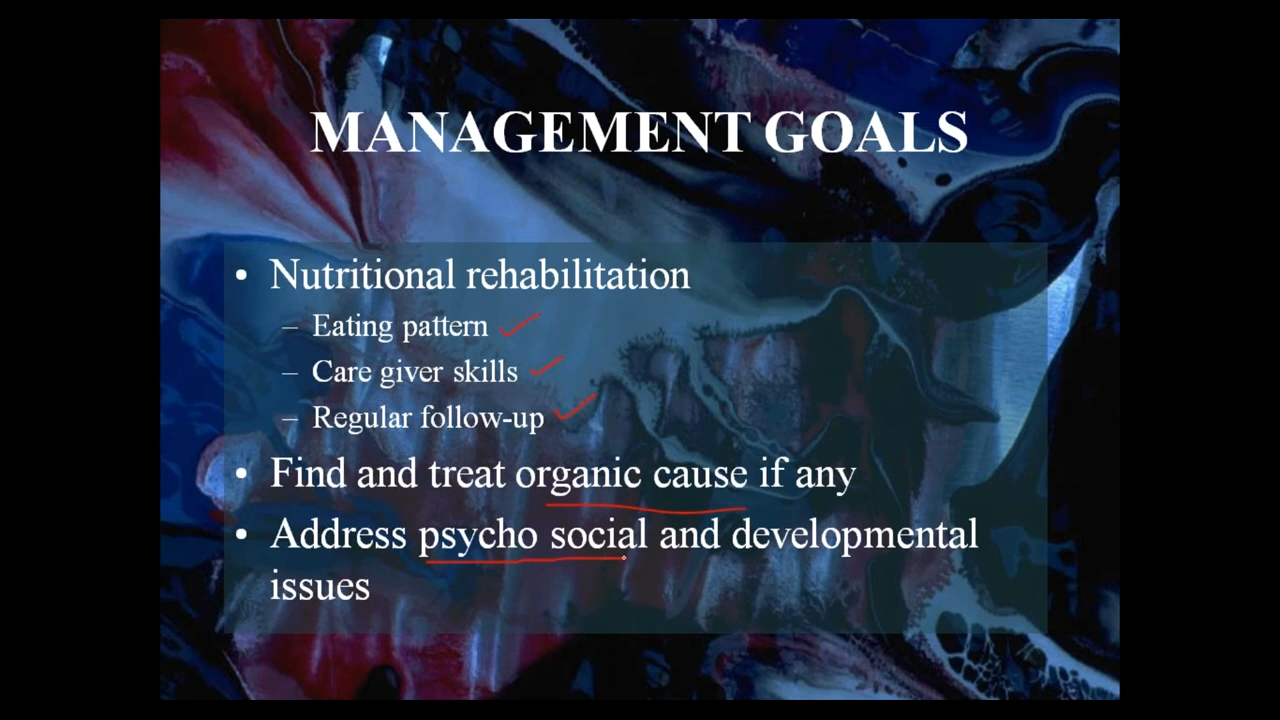 MANAGEMENT GOALS
• Nutritional rehabilitation
– Eating pattern
– Care giver skills
– Regular follow-up
• Find and treat organic cause if any
• Address psycho social and developmental
issues